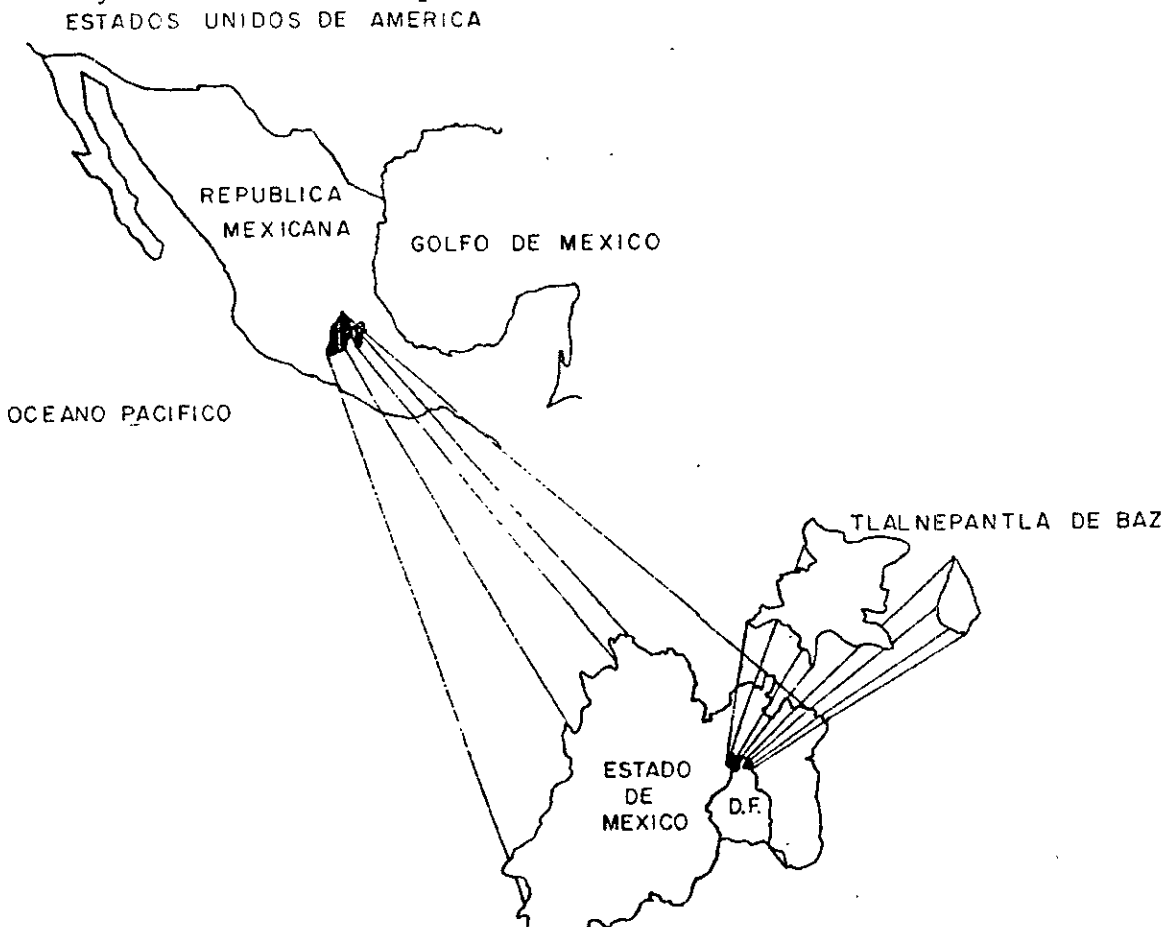 ESTADOS UNIDOS DE AMERICA
REPUBLICA
MEXICANA
GOLFO DE MEXICO
OCEANO PACIFICO
TLALNEPANTLA DE BAZ
ESTADO
DE
MEXICO
D.F.